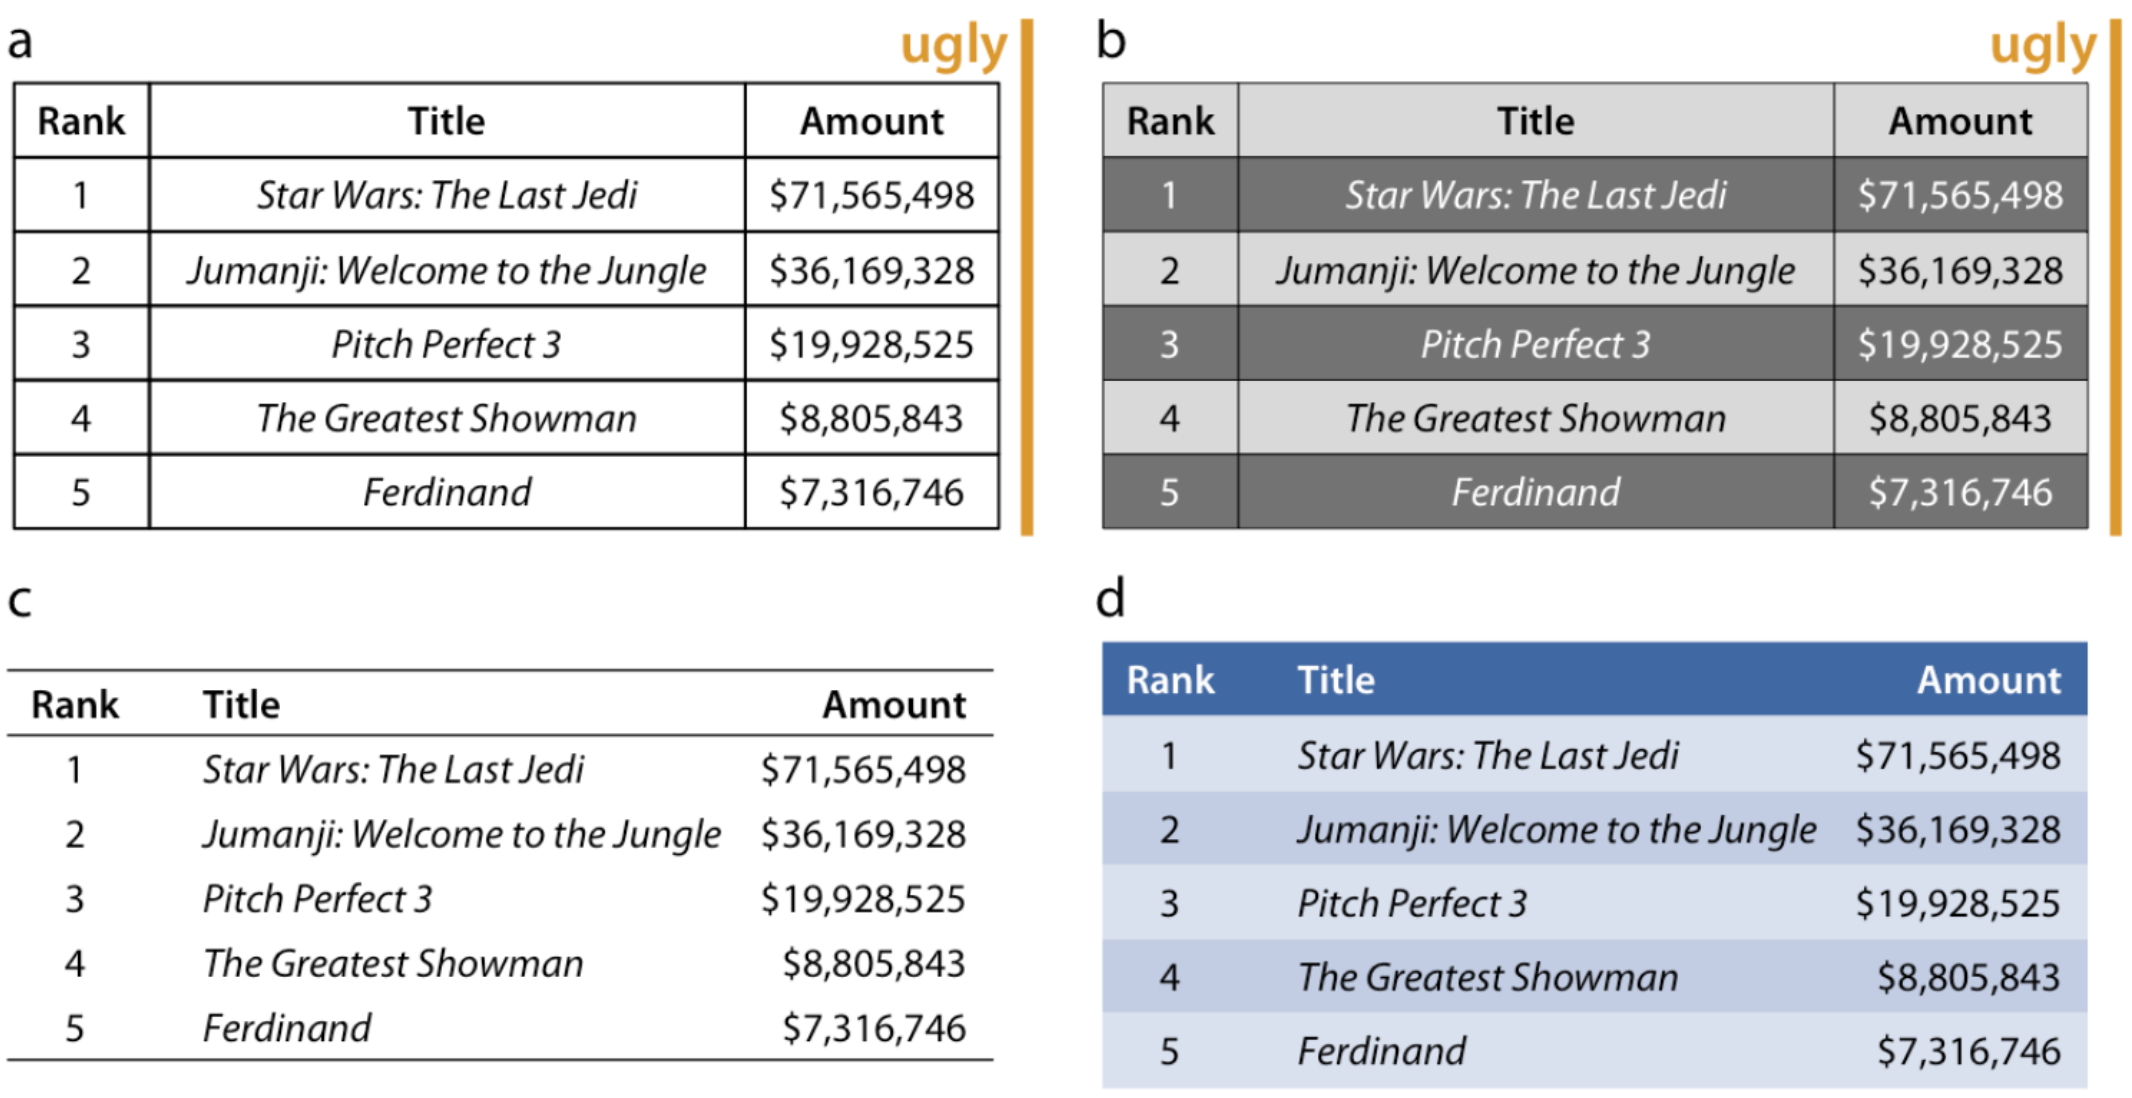 a
ugly
Rank Title Amount
1 Star Wars: The Last Jedi $71,565,498
2 Jumanji: Welcome to the Jungle $36,169,328
3 Pitch Perfect 3 $19,928,525
4 The Greatest Showman $8,805,843
5 Ferdinand $7,316,746
b
ugly
Rank Title Amount
1 Star Wars: The Last Jedi $71,565,498
2 Jumanji: Welcome to the Jungle $36,169,328
3 Pitch Perfect 3 $19,928,525
4 The Greatest Showman $8,805,843
5 Ferdinand $7,316,746
c
Rank Title Amount
1 Star Wars: The Last Jedi $71,565,498
2 Jumanji: Welcome to the Jungle $36,169,328
3 Pitch Perfect 3 $19,928,525
4 The Greatest Showman $8,805,843
5 Ferdinand $7,316,746
d
Rank Title Amount
1 Star Wars: The Last Jedi $71,565,498
2 Jumanji: Welcome to the Jungle $36,169,328
3 Pitch Perfect 3 $19,928,525
4 The Greatest Showman $8,805,843
5 Ferdinand $7,316,746